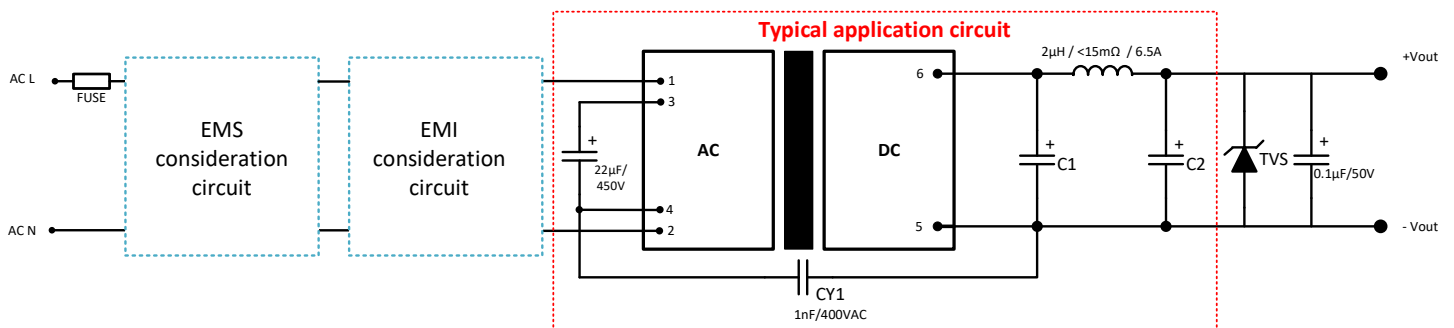 Typical application circuit
2µH / <15mΩ / 6.5A
AC L
FUSE
EMS
consideration
circuit
EMI
consideration
circuit
1
3
+
22µF/
450V
4
2
AC
DC
6
5
+
C1
+
C2
TVS
+
0.1µF/50V
+Vout
AC N
- Vout
CY1
1nF/400VAC